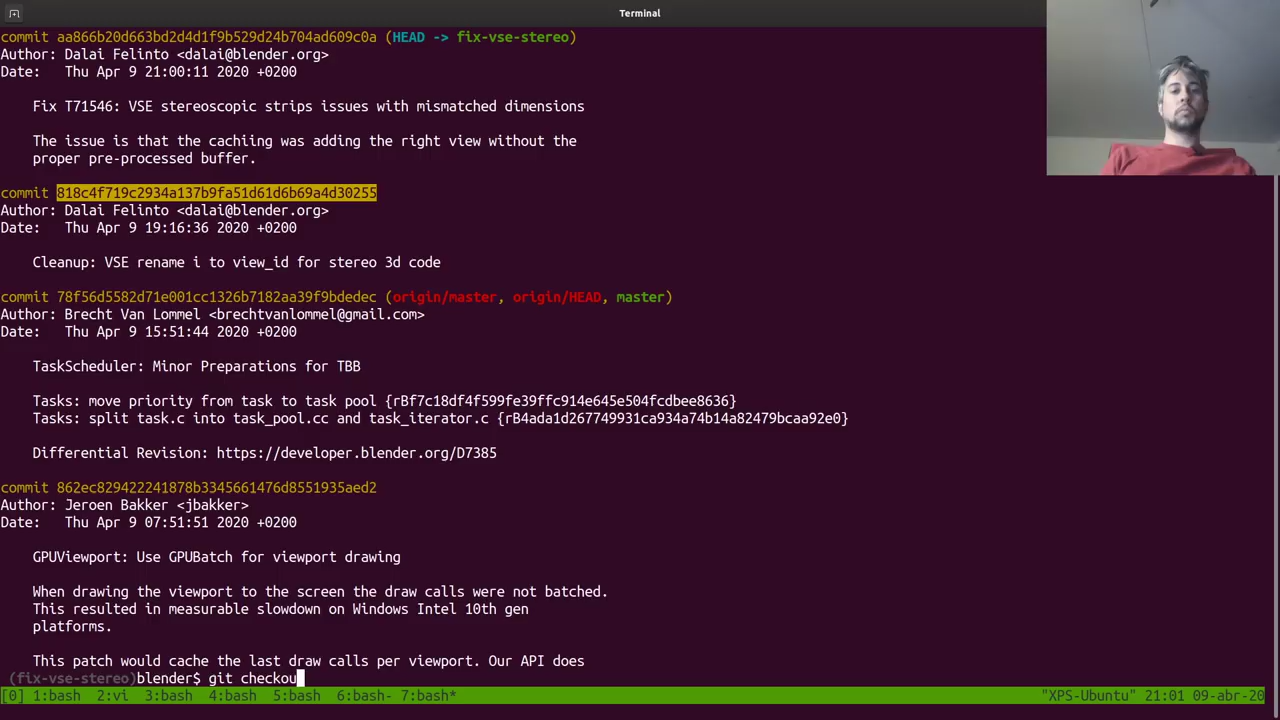 Terminal
commit aa866b20d663bd2d4d1f9b529d24b704ad609c0a (HEAD -> fix-vse-stereo)
Author: Dalai Felinto <dalai@blender.org>
Date:   Thu Apr 9 21:00:11 2020 +0200
Fix T71546: VSE stereoscopic strips issues with mismatched dimensions
The issue is that the cachiing was adding the right view without the
proper pre-processed buffer.
commit 818c4f719c2934a137b9fa51d61d6b69a4d30255
Author: Dalai Felinto <dalai@blender.org>
Date:   Thu Apr 9 19:16:36 2020 +0200
Cleanup: VSE rename i to view_id for stereo 3d code
commit 78f56d5582d71e001cc1326b7182aa39f9bdedec (origin/master, origin/HEAD, master)
Author: Brecht Van Lommel <brechtvanlommel@gmail.com>
Date:   Thu Apr 9 15:51:44 2020 +0200
TaskScheduler: Minor Preparations for TBB
Tasks: move priority from task to task pool {rBf7c18df4f599fe39ffc914e645e504fcdbee8636}
Tasks: split task.c into task_pool.cc and task_iterator.c {rB4ada1d267749931ca934a74b14a82479bcaa92e0}
Differential Revision: https://developer.blender.org/D7385
commit 862ec829422241878b3345661476d8551935aed2
Author: Jeroen Bakker <jbakker>
Date:   Thu Apr 9 07:51:51 2020 +0200
GPUViewport: Use GPUBatch for viewport drawing
When drawing the viewport to the screen the draw calls were not batched.
This resulted in measurable slowdown on Windows Intel 10th gen
platforms.
This patch would cache the last draw calls per viewport. Our API does
(fix-vse-stereo)blender$ git checkou
[0] 1:bash  2:vi  3:bash  4:bash  5:bash  6:bash- 7:bash* "XPS-Ubuntu" 21:01 09-abr-20